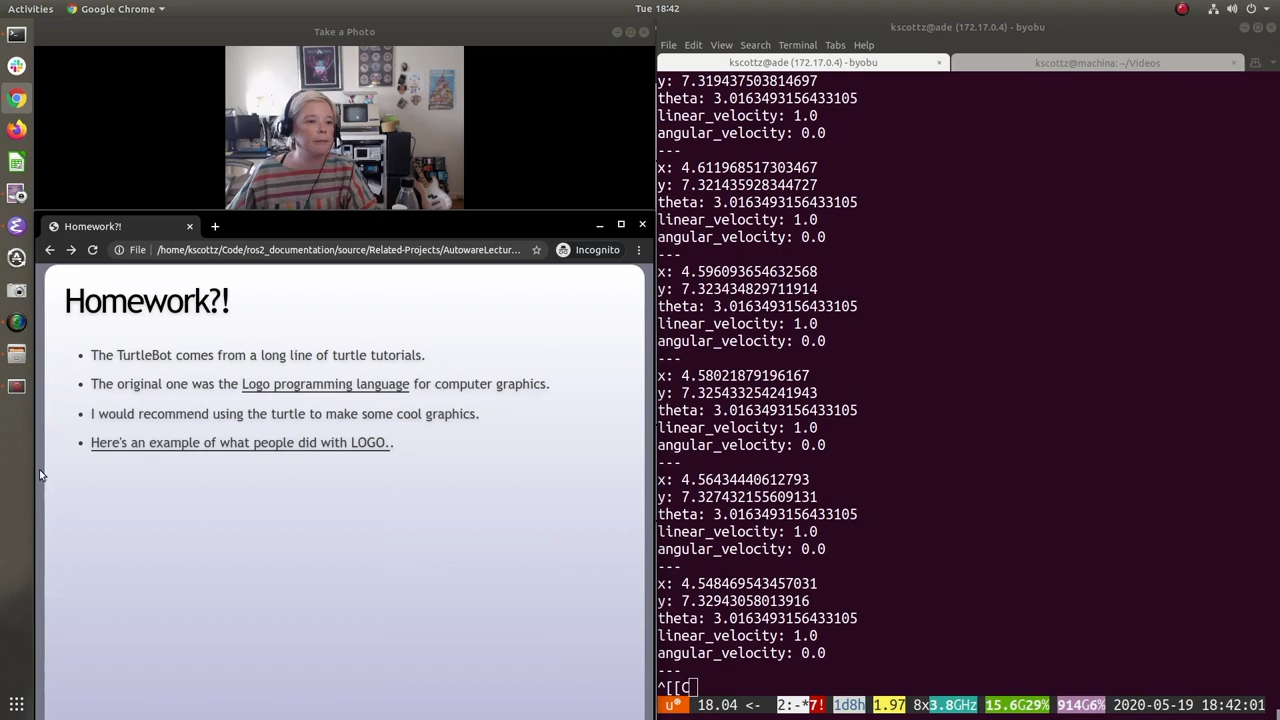 Activities
Google Chrome
Tue 18:42
Take a Photo
kscottz@ade (172.17.0.4) - byobu
File Edit View Search Terminal Tabs Help
kscottz@ade (172.17.0.4) - byobu
kscottz@machina: ~/Videos
Homework?!
File /home/kscottz/Code/ros2_documentation/source/Related-Projects/AutowareLectur...
Incognito
Homework?!
• The TurtleBot comes from a long line of turtle tutorials.
• The original one was the Logo programming language for computer graphics.
• I would recommend using the turtle to make some cool graphics.
• Here's an example of what people did with LOGO..
y: 7.319437503814697
theta: 3.0163493156433105
linear_velocity: 1.0
angular_velocity: 0.0
---
x: 4.611968517303467
y: 7.321435928344727
theta: 3.0163493156433105
linear_velocity: 1.0
angular_velocity: 0.0
---
x: 4.596093654632568
y: 7.323434829711914
theta: 3.0163493156433105
linear_velocity: 1.0
angular_velocity: 0.0
---
x: 4.58021879196167
y: 7.325433254241943
theta: 3.0163493156433105
linear_velocity: 1.0
angular_velocity: 0.0
---
x: 4.56434440612793
y: 7.327432155609131
theta: 3.0163493156433105
linear_velocity: 1.0
angular_velocity: 0.0
---
x: 4.548469543457031
y: 7.32943058013916
theta: 3.0163493156433105
linear_velocity: 1.0
angular_velocity: 0.0
---
^[[C
u 18.04 <- 2:-*7! 1d8h 1.97 8x3.8GHz 15.6G29% 914G6% 2020-05-19 18:42:01